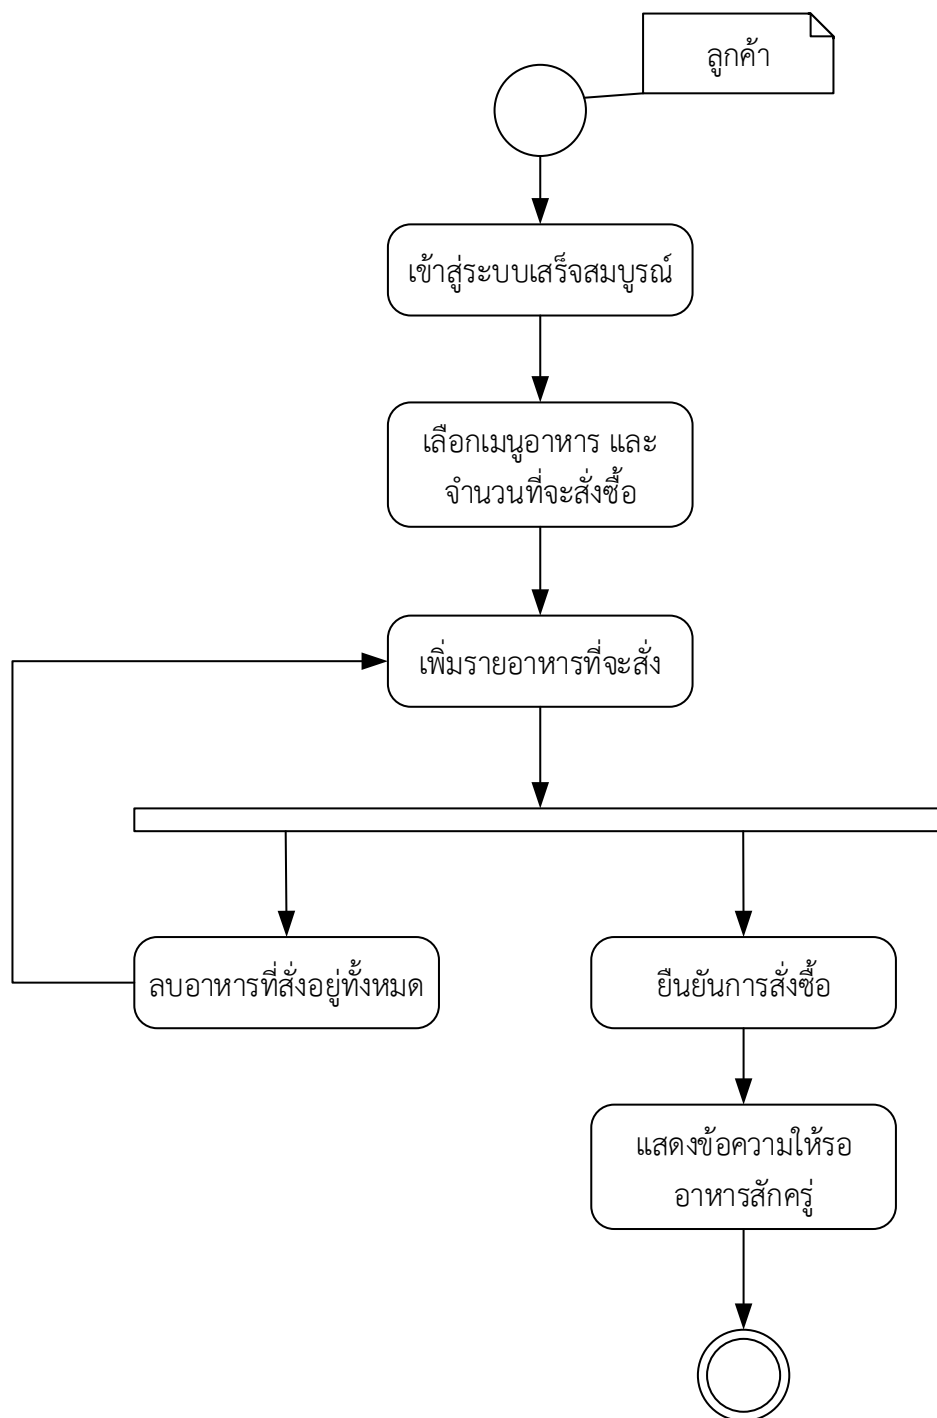 ลูกค้า
เข้าสู่ระบบเสร็จสมบูรณ์
เลือกเมนูอาหาร และ
จำนวนที่จะสั่งซื้อ
เพิ่มรายอาหารที่จะสั่ง
ลบอาหารที่สั่งอยู่ทั้งหมด
ยืนยันการสั่งซื้อ
แสดงข้อความให้รอ
อาหารสักครู่